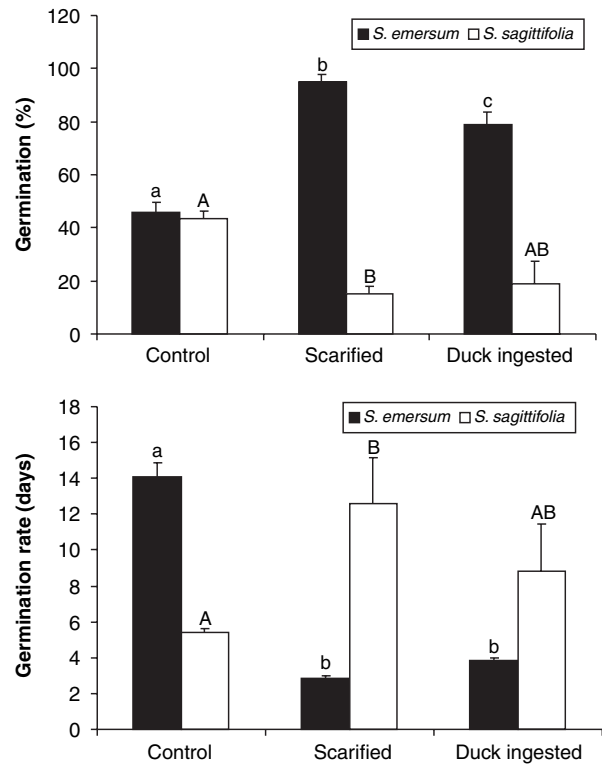 120
100
80
60
40
20
0
Germination (%)
S. emersum S. sagittifolia
a A b B c AB
Control Scarified Duck ingested
18
16
14
12
10
8
6
4
2
0
Germination rate (days)
S. emersum S. sagittifolia
a A b B b AB
Control Scarified Duck ingested